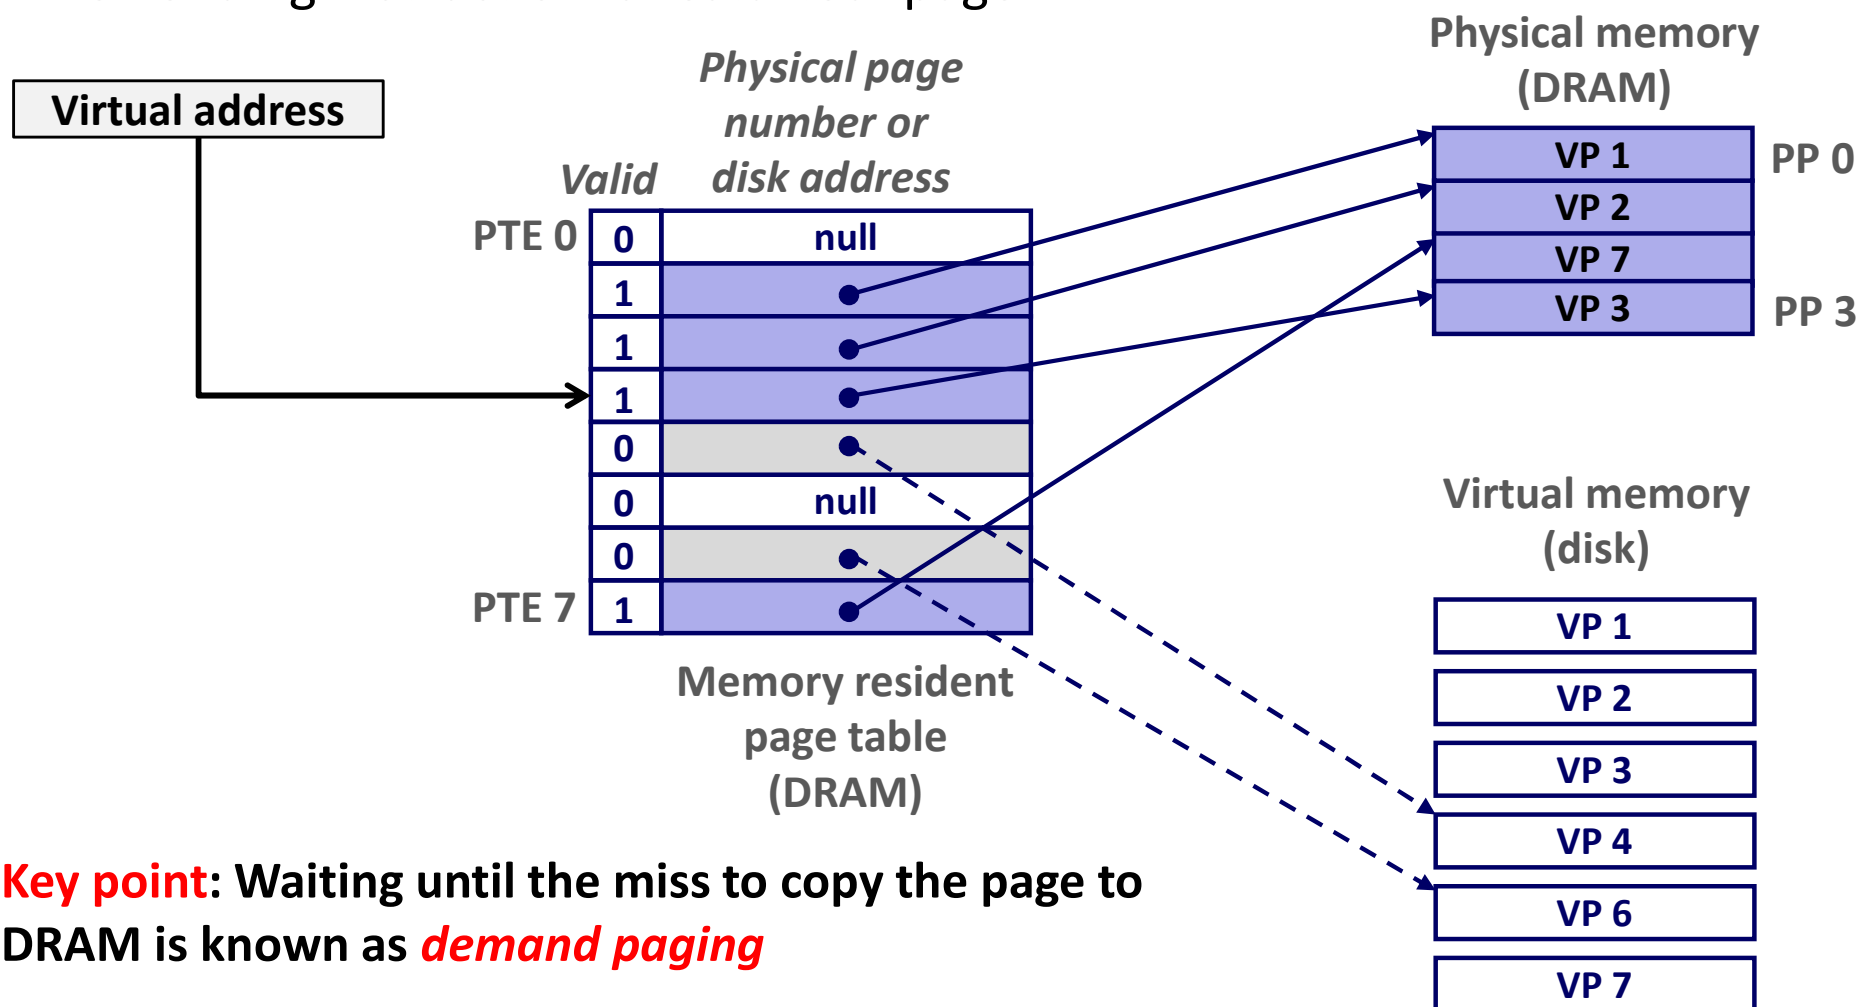 Physical memory
(DRAM)
Physical page
number or
disk address
Virtual address
Valid
VP 1
PP 0
VP 2
VP 7
VP 3
PP 3
PTE 0
0
null
1
1
1
0
0
null
0
PTE 7
1
Memory resident
page table
(DRAM)
Virtual memory
(disk)
VP 1
VP 2
VP 3
VP 4
VP 6
VP 7
Key point: Waiting until the miss to copy the page to
DRAM is known as demand paging